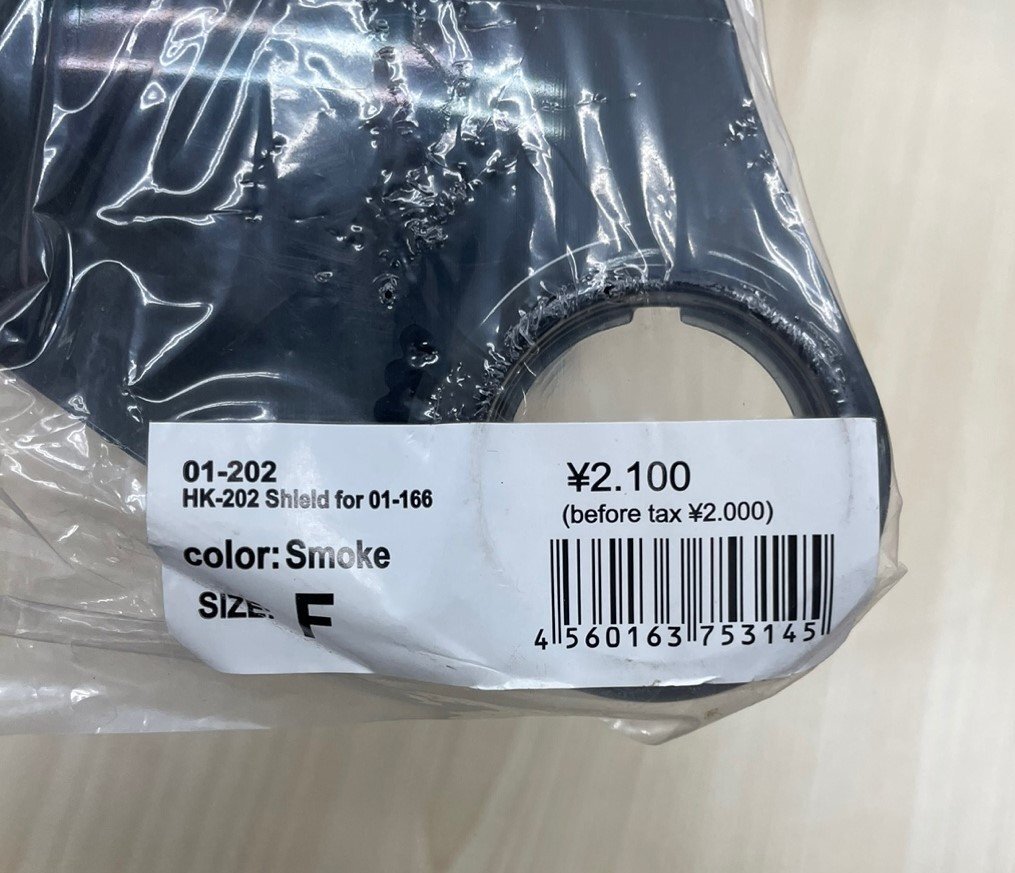 01-202
HK-202 Shield for 01-166
color: Smoke
SIZE: F
¥2.100
(before tax ¥2.000)
4 560163 753145